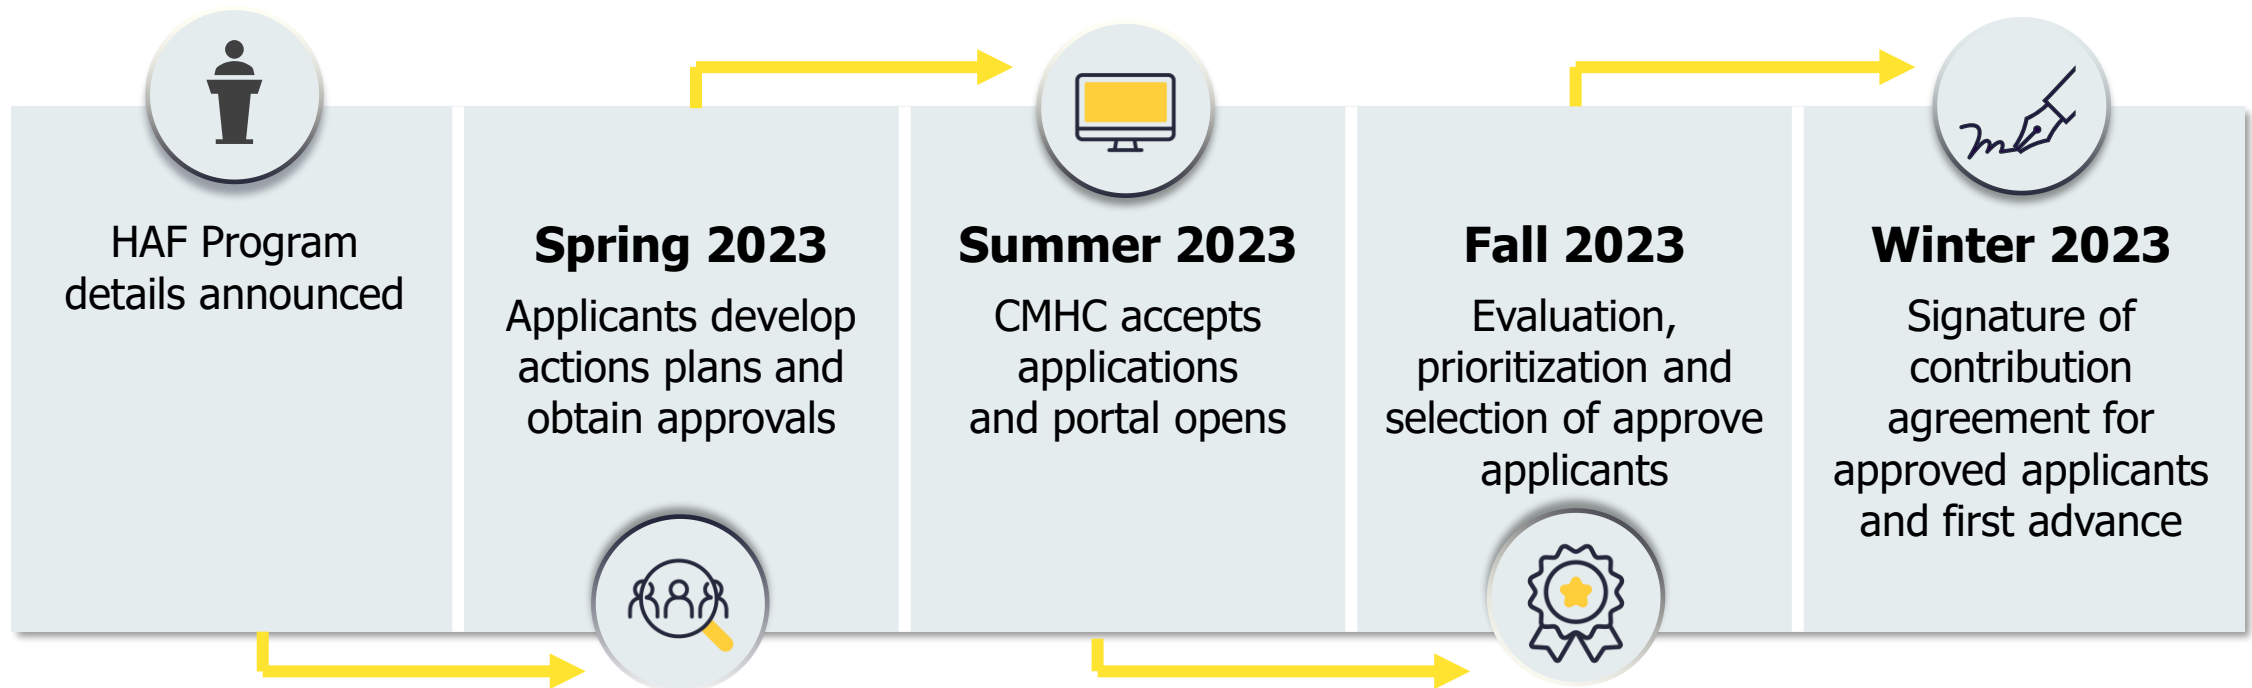 HAF Program
details announced
Spring 2023
Applicants develop
actions plans and
obtain approvals
Summer 2023
CMHC accepts
applications
and portal opens
Fall 2023
Evaluation,
prioritization and
selection of approve
applicants
Winter 2023
Signature of
contribution
agreement for
approved applicants
and first advance